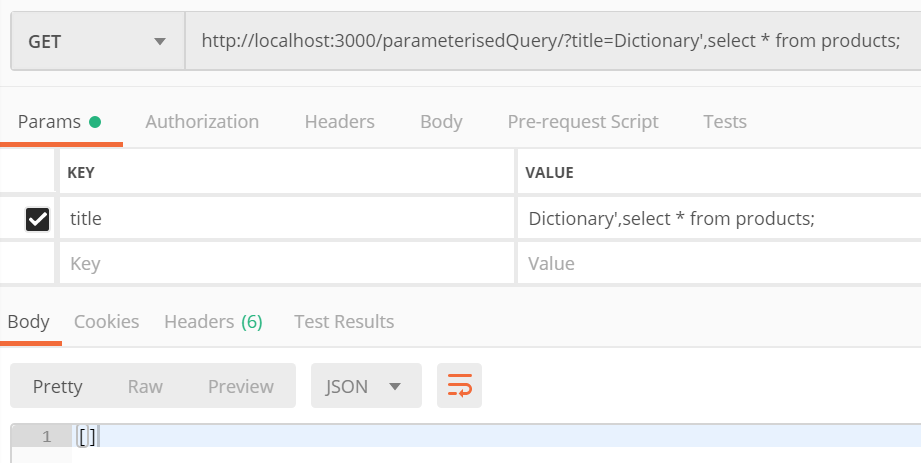 GET http://localhost:3000/parameterisedQuery/?title=Dictionary',select * from products;
Params Authorization Headers Body Pre-request Script Tests
KEY VALUE
title Dictionary',select * from products;
Key Value
Body Cookies Headers (6) Test Results
Pretty Raw Preview JSON
1 []